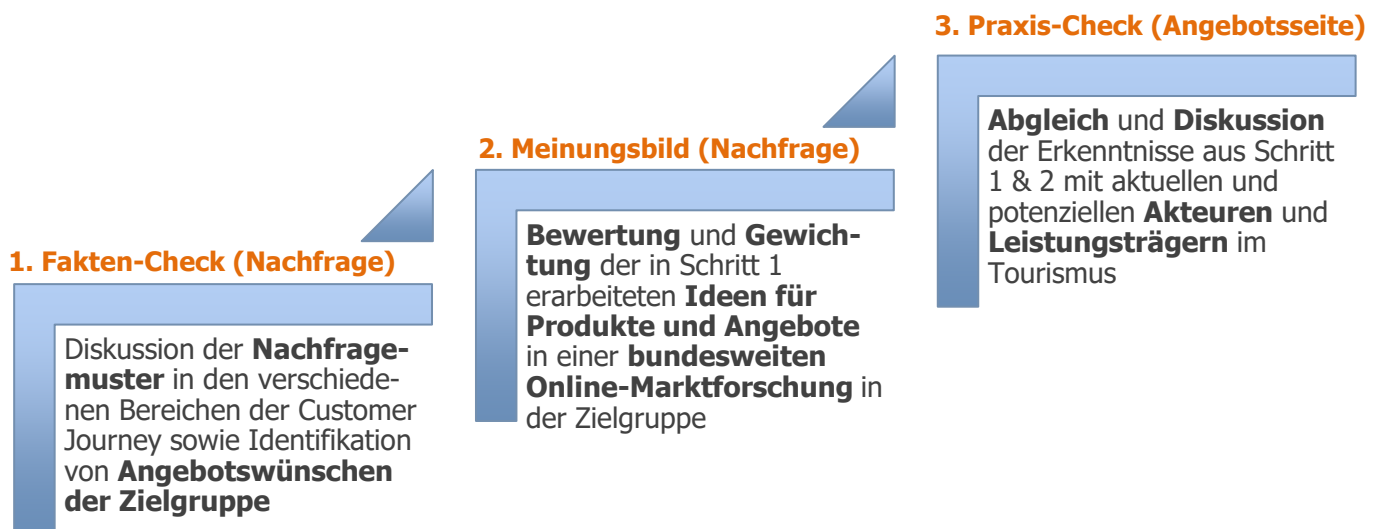 1. Fakten-Check (Nachfrage)
Diskussion der Nachfrage-
muster in den verschiede-
nen Bereichen der Customer
Journey sowie Identifikation
von Angebotswünschen
der Zielgruppe
2. Meinungsbild (Nachfrage)
Bewertung und Gewich-
tung der in Schritt 1
erarbeiteten Ideen für
Produkte und Angebote
in einer bundesweiten
Online-Marktforschung in
der Zielgruppe
3. Praxis-Check (Angebotsseite)
Abgleich und Diskussion
der Erkenntnisse aus Schritt
1 & 2 mit aktuellen und
potenziellen Akteuren und
Leistungsträgern im
Tourismus